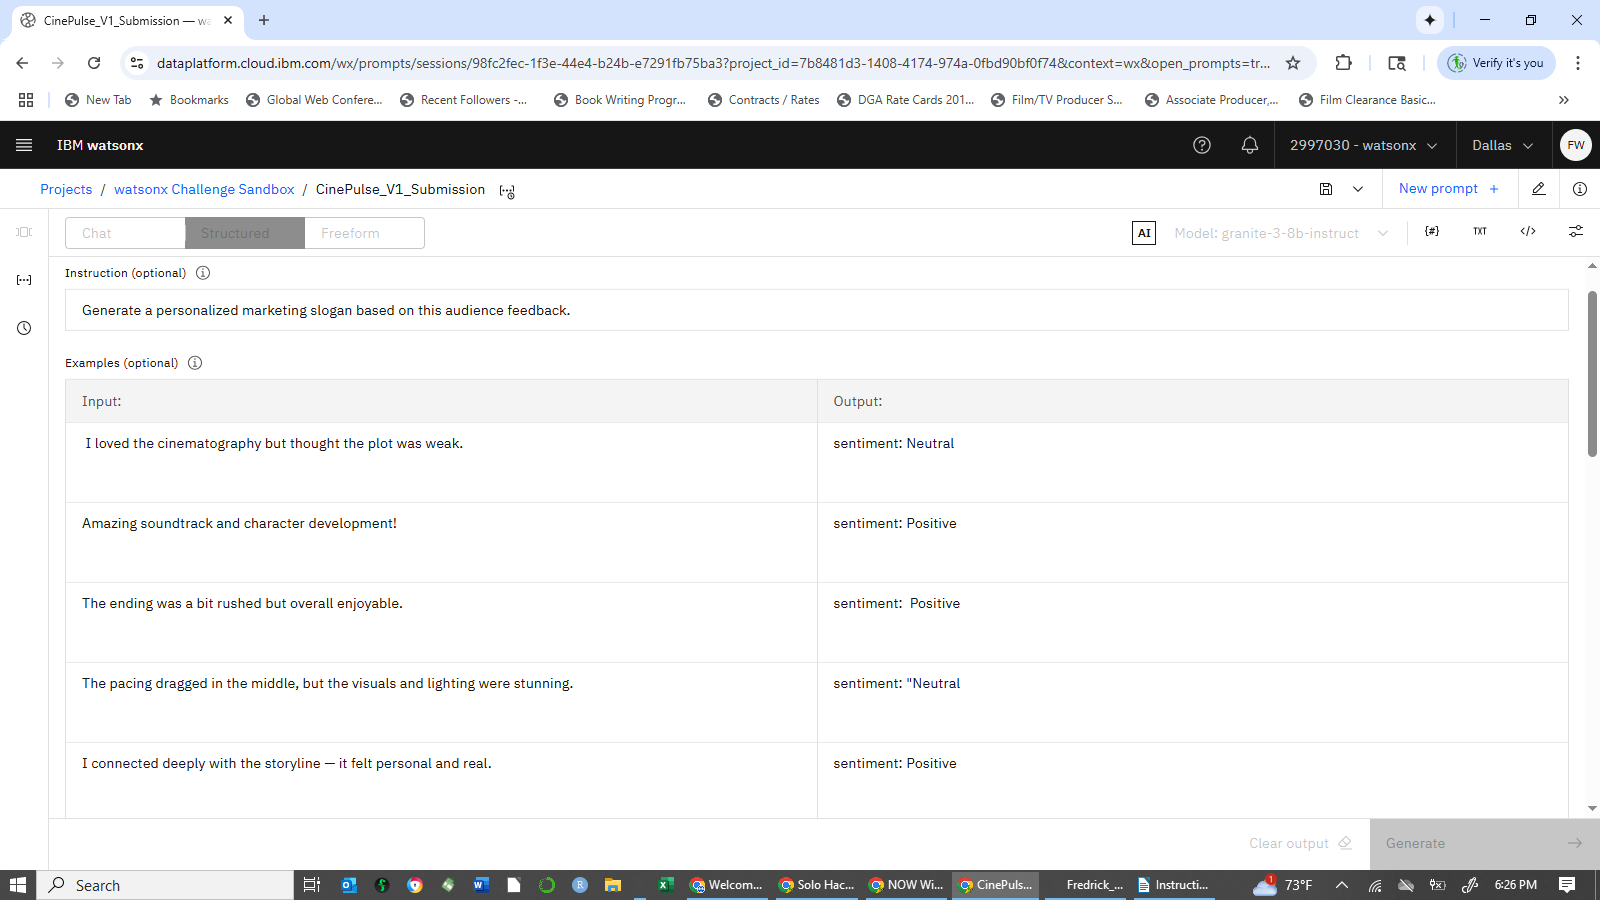 CinePulse_V1_Submission — wa
dataplatform.cloud.ibm.com/wx/prompts/sessions/98fc2fec-1f3e-44e4-b24b-e7291fb75ba3?project_id=7b8481d3-1408-4174-974a-0fbd90bf0f74&context=wx&open_prompts=tr...
Verify it's you
New Tab
Bookmarks
Global Web Confere...
Recent Followers -...
Book Writing Progr...
Contracts / Rates
DGA Rate Cards 201...
Film/TV Producer S...
Associate Producer,...
Film Clearance Basic...
IBM watsonx
2997030 - watsonx
Dallas
FW
Projects / watsonx Challenge Sandbox / CinePulse_V1_Submission
New prompt +
Chat
Structured
Freeform
AI
Model: granite-3-8b-instruct
{#}
TXT
</>
Instruction (optional)
Generate a personalized marketing slogan based on this audience feedback.
Examples (optional)
Input:
Output:
I loved the cinematography but thought the plot was weak.
sentiment: Neutral
Amazing soundtrack and character development!
sentiment: Positive
The ending was a bit rushed but overall enjoyable.
sentiment:  Positive
The pacing dragged in the middle, but the visuals and lighting were stunning.
sentiment: "Neutral
I connected deeply with the storyline — it felt personal and real.
sentiment: Positive
Clear output
Generate
Search
Welcom...
Solo Hac...
NOW Wi...
CinePuls...
Fredrick_...
Instructi...
1
73°F
6:26 PM